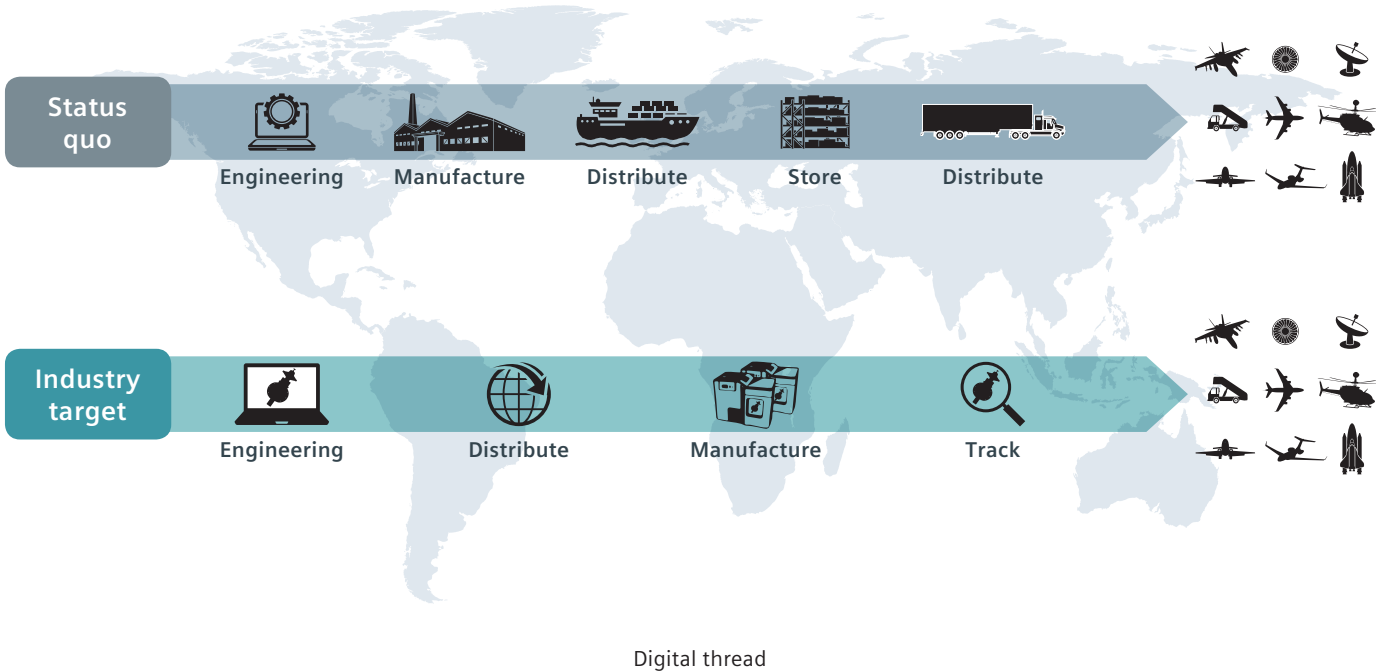 Status
quo
Engineering
Manufacture
Distribute
Store
Distribute
Industry
target
Engineering
Distribute
Manufacture
Track
Digital thread